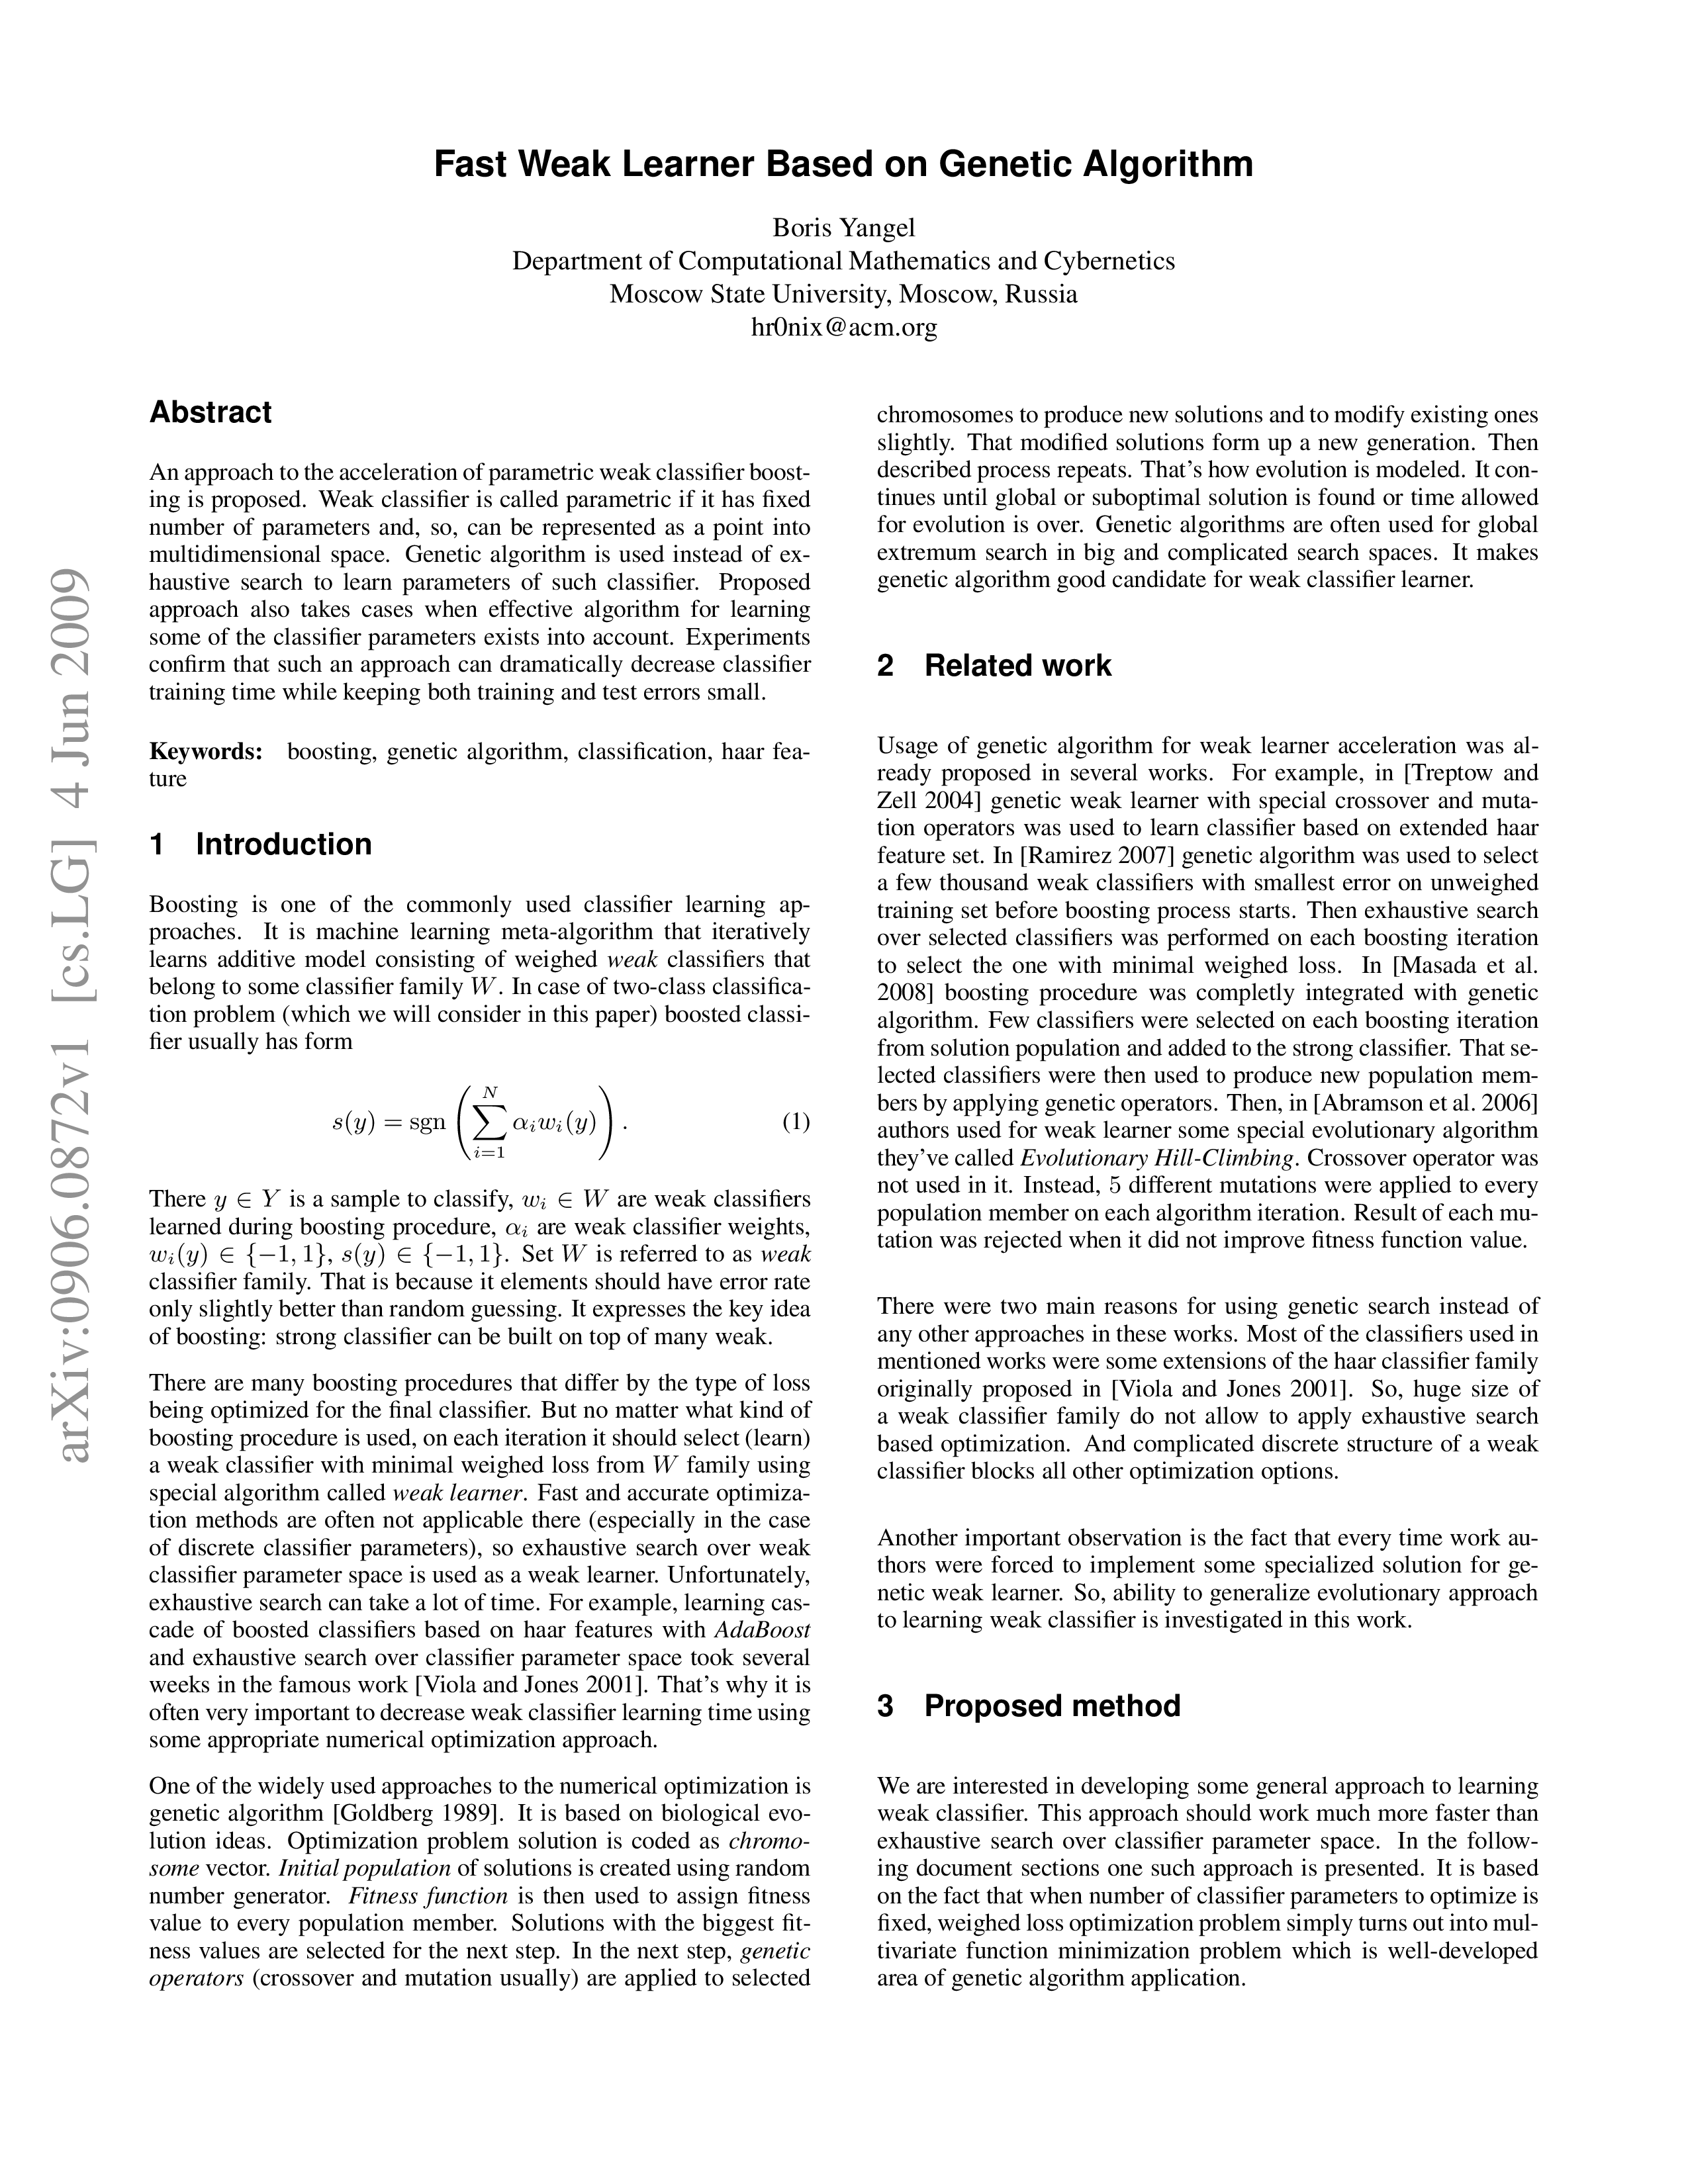 Fast Weak Learner Based on Genetic Algorithm
Boris Yangel
Department of Computational Mathematics and Cybernetics
Moscow State University, Moscow, Russia
hr0nix@acm.org
arXiv:0906.0872v1 [cs.LG] 4 Jun 2009
Abstract
An approach to the acceleration of parametric weak classifier boost-
ing is proposed. Weak classifier is called parametric if it has fixed
number of parameters and, so, can be represented as a point into
multidimensional space. Genetic algorithm is used instead of ex-
haustive search to learn parameters of such classifier. Proposed
approach also takes cases when effective algorithm for learning
some of the classifier parameters exists into account. Experiments
confirm that such an approach can dramatically decrease classifier
training time while keeping both training and test errors small.
Keywords: boosting, genetic algorithm, classification, haar fea-
ture
1 Introduction
Boosting is one of the commonly used classifier learning ap-
proaches. It is machine learning meta-algorithm that iteratively
learns additive model consisting of weighed weak classifiers that
belong to some classifier family W. In case of two-class classifica-
tion problem (which we will consider in this paper) boosted classi-
fier usually has form
s(y) = sgn ( ∑_{i=1}^{N} α_i w_i(y) ) . (1)
There y ∈ Y is a sample to classify, w_i ∈ W are weak classifiers
learned during boosting procedure, α_i are weak classifier weights,
w_i(y) ∈ {−1, 1}, s(y) ∈ {−1, 1}. Set W is referred to as weak
classifier family. That is because it elements should have error rate
only slightly better than random guessing. It expresses the key idea
of boosting: strong classifier can be built on top of many weak.
There are many boosting procedures that differ by the type of loss
being optimized for the final classifier. But no matter what kind of
boosting procedure is used, on each iteration it should select (learn)
a weak classifier with minimal weighed loss from W family using
special algorithm called weak learner. Fast and accurate optimiza-
tion methods are often not applicable there (especially in the case
of discrete classifier parameters), so exhaustive search over weak
classifier parameter space is used as a weak learner. Unfortunately,
exhaustive search can take a lot of time. For example, learning cas-
cade of boosted classifiers based on haar features with AdaBoost
and exhaustive search over classifier parameter space took several
weeks in the famous work [Viola and Jones 2001]. That's why it is
often very important to decrease weak classifier learning time using
some appropriate numerical optimization approach.
One of the widely used approaches to the numerical optimization is
genetic algorithm [Goldberg 1989]. It is based on biological evo-
lution ideas. Optimization problem solution is coded as chromo-
some vector. Initial population of solutions is created using random
number generator. Fitness function is then used to assign fitness
value to every population member. Solutions with the biggest fit-
ness values are selected for the next step. In the next step, genetic
operators (crossover and mutation usually) are applied to selected
chromosomes to produce new solutions and to modify existing ones
slightly. That modified solutions form up a new generation. Then
described process repeats. That's how evolution is modeled. It con-
tinues until global or suboptimal solution is found or time allowed
for evolution is over. Genetic algorithms are often used for global
extremum search in big and complicated search spaces. It makes
genetic algorithm good candidate for weak classifier learner.
2 Related work
Usage of genetic algorithm for weak learner acceleration was al-
ready proposed in several works. For example, in [Treptow and
Zell 2004] genetic weak learner with special crossover and muta-
tion operators was used to learn classifier based on extended haar
feature set. In [Ramirez 2007] genetic algorithm was used to select
a few thousand weak classifiers with smallest error on unweighed
training set before boosting process starts. Then exhaustive search
over selected classifiers was performed on each boosting iteration
to select the one with minimal weighed loss. In [Masada et al.
2008] boosting procedure was completly integrated with genetic
algorithm. Few classifiers were selected on each boosting iteration
from solution population and added to the strong classifier. That se-
lected classifiers were then used to produce new population mem-
bers by applying genetic operators. Then, in [Abramson et al. 2006]
authors used for weak learner some special evolutionary algorithm
they've called Evolutionary Hill-Climbing. Crossover operator was
not used in it. Instead, 5 different mutations were applied to every
population member on each algorithm iteration. Result of each mu-
tation was rejected when it did not improve fitness function value.
There were two main reasons for using genetic search instead of
any other approaches in these works. Most of the classifiers used in
mentioned works were some extensions of the haar classifier family
originally proposed in [Viola and Jones 2001]. So, huge size of
a weak classifier family do not allow to apply exhaustive search
based optimization. And complicated discrete structure of a weak
classifier blocks all other optimization options.
Another important observation is the fact that every time work au-
thors were forced to implement some specialized solution for ge-
netic weak learner. So, ability to generalize evolutionary approach
to learning weak classifier is investigated in this work.
3 Proposed method
We are interested in developing some general approach to learning
weak classifier. This approach should work much more faster than
exhaustive search over classifier parameter space. In the follow-
ing document sections one such approach is presented. It is based
on the fact that when number of classifier parameters to optimize is
fixed, weighed loss optimization problem simply turns out into mul-
tivariate function minimization problem which is well-developed
area of genetic algorithm application.